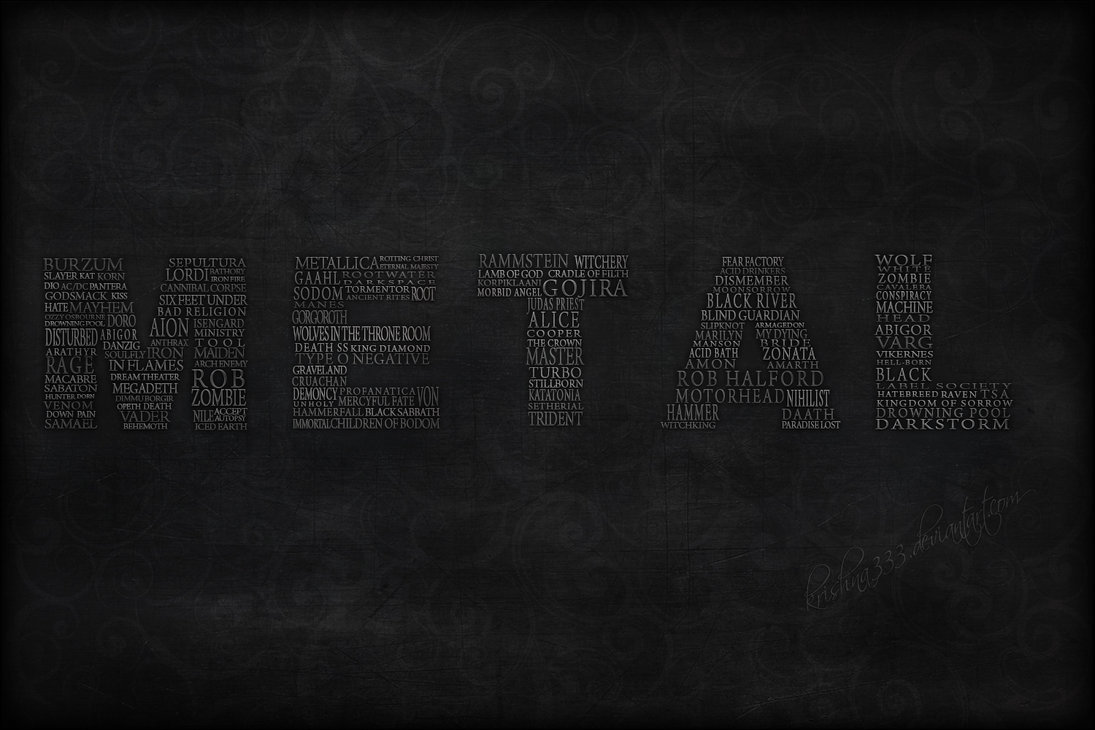 BURZUM
SLAYER KAT KORN
DIO AC/DC PANTERA
GODSMACK KISS
HATE MAYHEM
OZZY OSBOURNE
DROWNING POOL DORO
DISTURBED ABIGOR
DANZIG
ARATHYR SOULFLY IRON
RAGE IN FLAMES
MACABRE DREAM THEATER
SABATON MEGADETH
HUNTER DORN DIMMU BORGIR
VENOM OPETH DEATH
DOWN PAIN VADER
SAMAEL BEHEMOTH
SEPULTURA
LORDI BATHORY
IRON FIRE
CANNIBAL CORPSE
SIX FEET UNDER
BAD RELIGION
AION ISENGARD
MINISTRY
ANTHRAX TOOL
MAIDEN
ARCH ENEMY
ROB
ZOMBIE
NILE ACCEPT
AUTOPSY
ICED EARTH
METALLICA ROTTING CHRIST
ETERNAL MAJESTY
GAAHL ROOTWATER
DARKSPACE
SODOM TORMENTOR ROOT
ANCIENT RITES
MANES
GORGOROTH
WOLVES IN THE THRONE ROOM
DEATH SS KING DIAMOND
TYPE O NEGATIVE
GRAVELAND
CRUACHAN
DEMONCY PROFANATICA VON
UNHOLY MERCYFUL FATE
HAMMERFALL BLACK SABBATH
IMMORTAL CHILDREN OF BODOM
RAMMSTEIN WITCHERY
LAMB OF GOD CRADLE OF FILTH
KORPIKLAANI GOJIRA
MORBID ANGEL
JUDAS PRIEST
ALICE
COOPER
THE CROWN
MASTER
TURBO
STILLBORN
KATATONIA
SETHERIAL
TRIDENT
FEAR FACTORY
ACID DRINKERS
DISMEMBER
MOONSORROW
BLACK RIVER
BLIND GUARDIAN
SLIPKNOT ARMAGEDON
MARILYN MY DYING
MANSON BRIDE
ACID BATH ZONATA
AMON AMARTH
ROB HALFORD
MOTORHEAD NIHILIST
HAMMER DAATH
WITCHKING PARADISE LOST
WOLF
WHITE
ZOMBIE
CAVALERA
CONSPIRACY
MACHINE
HEAD
ABIGOR
VARG
VIKERNES
HELL-BORN
BLACK
LABEL SOCIETY
HATEBREED RAVEN TSA
KINGDOM OF SORROW
DROWNING POOL
DARKSTORM
kristina333.deviantart.com